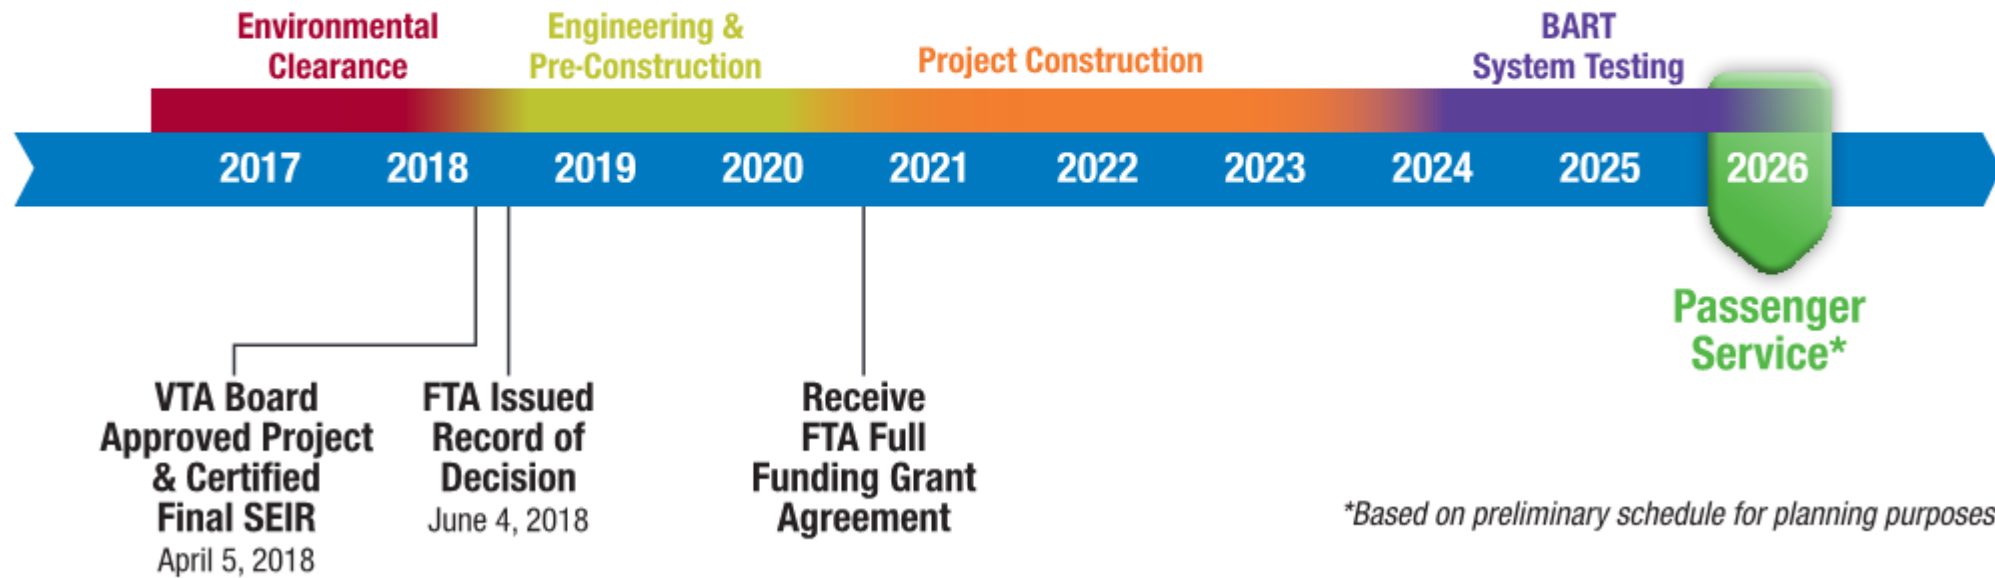 Environmental
Clearance
Engineering &
Pre-Construction
Project Construction
BART
System Testing
2017 2018 2019 2020 2021 2022 2023 2024 2025 2026
VTA Board
Approved Project
& Certified
Final SEIR
April 5, 2018
FTA Issued
Record of
Decision
June 4, 2018
Receive
FTA Full
Funding Grant
Agreement
Passenger
Service*
*Based on preliminary schedule for planning purposes